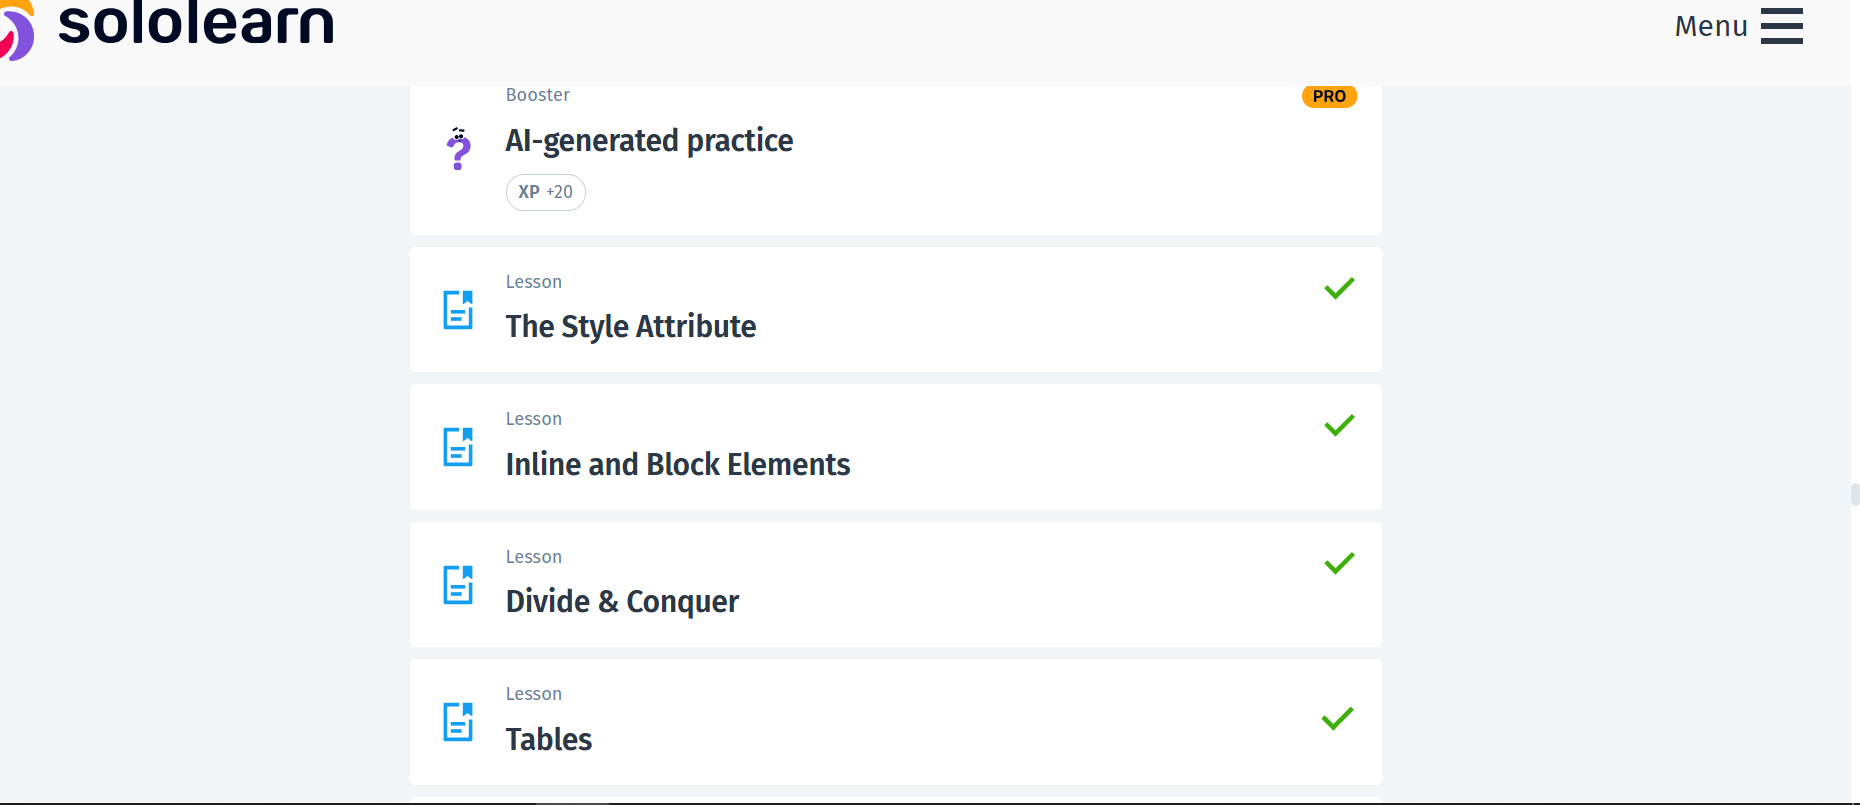 sololearn
Menu
Booster
PRO
AI-generated practice
XP +20
Lesson
The Style Attribute
Lesson
Inline and Block Elements
Lesson
Divide & Conquer
Lesson
Tables